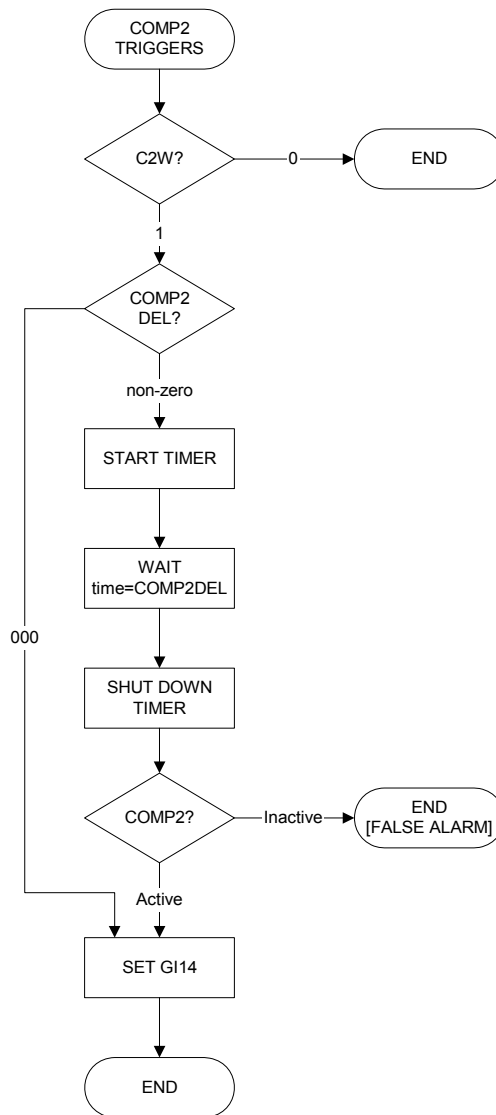 COMP2
TRIGGERS
C2W?
0
END
1
COMP2
DEL?
non-zero
START TIMER
WAIT
time=COMP2DEL
000
SHUT DOWN
TIMER
COMP2?
Inactive
END
[FALSE ALARM]
Active
SET GI14
END